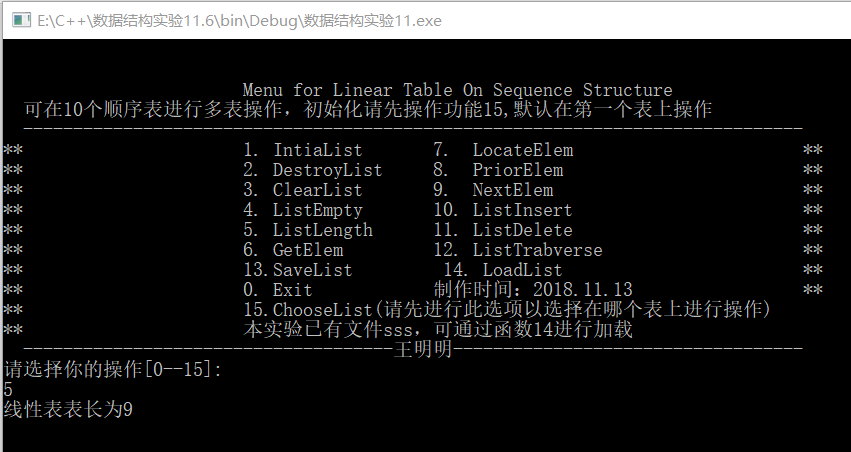 E:\C++\数据结构实验11.6\bin\Debug\数据结构实验11.exe
Menu for Linear Table On Sequence Structure
可在10个顺序表进行多表操作，初始化请先操作功能15,默认在第一个表上操作
------------------------------------------------------------------------------
** 1. IntiaList 7. LocateElem **
** 2. DestroyList 8. PriorElem **
** 3. ClearList 9. NextElem **
** 4. ListEmpty 10. ListInsert **
** 5. ListLength 11. ListDelete **
** 6. GetElem 12. ListTrabverse **
** 13.SaveList 14. LoadList **
** 0. Exit 制作时间：2018.11.13 **
** 15.ChooseList(请先进行此选项以选择在哪个表上进行操作)
** 本实验已有文件sss，可通过函数14进行加载
-------------------------------------王明明-----------------------------------
请选择你的操作[0--15]:
5
线性表表长为9